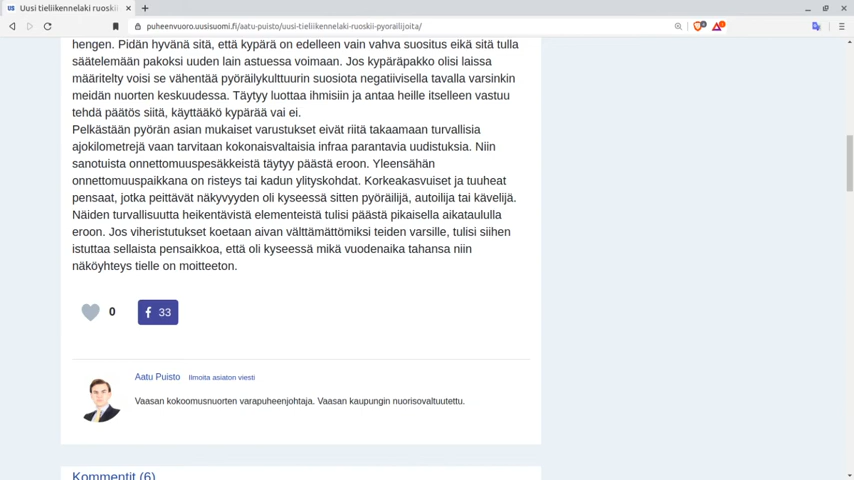 US Uusi tieliikennelaki ruoskii
puheenvuoro.uusisuomi.fi/aatu-puisto/uusi-tieliikennelaki-ruoskii-pyorailijoita/
hengen. Pidän hyvänä sitä, että kypärä on edelleen vain vahva suositus eikä sitä tulla
säätelemään pakoksi uuden lain astuessa voimaan. Jos kypäräpakko olisi laissa
määritelty voisi se vähentää pyöräilykulttuurin suosiota negatiivisella tavalla varsinkin
meidän nuorten keskuudessa. Täytyy luottaa ihmisiin ja antaa heille itselleen vastuu
tehdä päätös siitä, käyttääkö kypärää vai ei.
Pelkästään pyörän asian mukaiset varustukset eivät riitä takaamaan turvallisia
ajokilometrejä vaan tarvitaan kokonaisvaltaisia infraa parantavia uudistuksia. Niin
sanotuista onnettomuuspesäkkeistä täytyy päästä eroon. Yleensähän
onnettomuuspaikkana on risteys tai kadun ylityskohdat. Korkeakasvuiset ja tuuheat
pensaat, jotka peittävät näkyvyyden oli kyseessä sitten pyöräilijä, autoilija tai kävelijä.
Näiden turvallisuutta heikentävistä elementeistä tulisi päästä pikaisella aikataululla
eroon. Jos viheristutukset koetaan aivan välttämättömiksi teiden varsille, tulisi siihen
istuttaa sellaista pensaikkoa, että oli kyseessä mikä vuodenaika tahansa niin
näköyhteys tielle on moitteeton.
0
f 33
Aatu Puisto Ilmoita asiaton viesti
Vaasan kokoomusnuorten varapuheenjohtaja. Vaasan kaupungin nuorisovaltuutettu.
Kommentit (6)